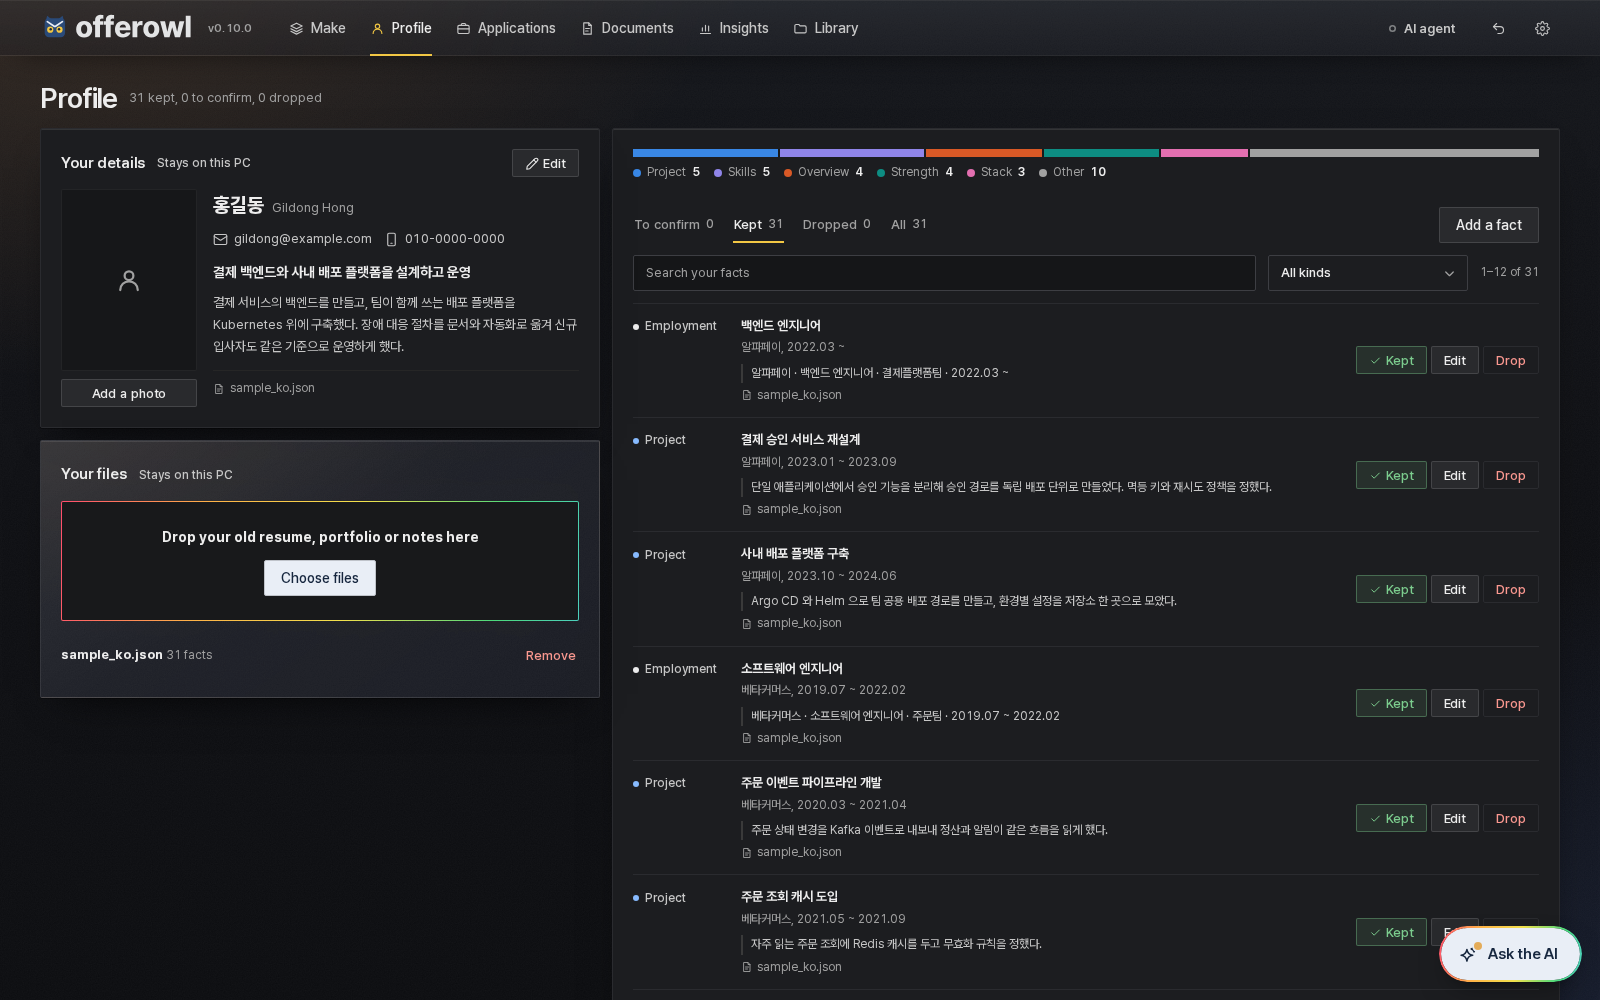 offerowl v0.10.0 Make Profile Applications Documents Insights Library AI agent
Profile 31 kept, 0 to confirm, 0 dropped
Your details Stays on this PC Edit
홍길동 Gildong Hong
gildong@example.com 010-0000-0000
결제 백엔드와 사내 배포 플랫폼을 설계하고 운영
결제 서비스의 백엔드를 만들고, 팀이 함께 쓰는 배포 플랫폼을
Kubernetes 위에 구축했다. 장애 대응 절차를 문서와 자동화로 옮겨 신규
입사자도 같은 기준으로 운영하게 했다.
sample_ko.json
Add a photo
Your files Stays on this PC
Drop your old resume, portfolio or notes here
Choose files
sample_ko.json 31 facts Remove
Project 5 Skills 5 Overview 4 Strength 4 Stack 3 Other 10
To confirm 0 Kept 31 Dropped 0 All 31 Add a fact
Search your facts All kinds 1–12 of 31
Employment 백엔드 엔지니어
알파페이, 2022.03 ~
알파페이 · 백엔드 엔지니어 · 결제플랫폼팀 · 2022.03 ~
sample_ko.json
Kept Edit Drop
Project 결제 승인 서비스 재설계
알파페이, 2023.01 ~ 2023.09
단일 애플리케이션에서 승인 기능을 분리해 승인 경로를 독립 배포 단위로 만들었다. 멱등 키와 재시도 정책을 정했다.
sample_ko.json
Kept Edit Drop
Project 사내 배포 플랫폼 구축
알파페이, 2023.10 ~ 2024.06
Argo CD 와 Helm 으로 팀 공용 배포 경로를 만들고, 환경별 설정을 저장소 한 곳으로 모았다.
sample_ko.json
Kept Edit Drop
Employment 소프트웨어 엔지니어
베타커머스, 2019.07 ~ 2022.02
베타커머스 · 소프트웨어 엔지니어 · 주문팀 · 2019.07 ~ 2022.02
sample_ko.json
Kept Edit Drop
Project 주문 이벤트 파이프라인 개발
베타커머스, 2020.03 ~ 2021.04
주문 상태 변경을 Kafka 이벤트로 내보내 정산과 알림이 같은 흐름을 읽게 했다.
sample_ko.json
Kept Edit Drop
Project 주문 조회 캐시 도입
베타커머스, 2021.05 ~ 2021.09
자주 읽는 주문 조회에 Redis 캐시를 두고 무효화 규칙을 정했다.
sample_ko.json
Kept
Ask the AI